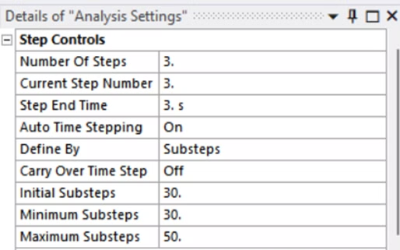 Details of "Analysis Settings"
Step Controls
Number Of Steps 3.
Current Step Number 3.
Step End Time 3. s
Auto Time Stepping On
Define By Substeps
Carry Over Time Step Off
Initial Substeps 30.
Minimum Substeps 30.
Maximum Substeps 50.